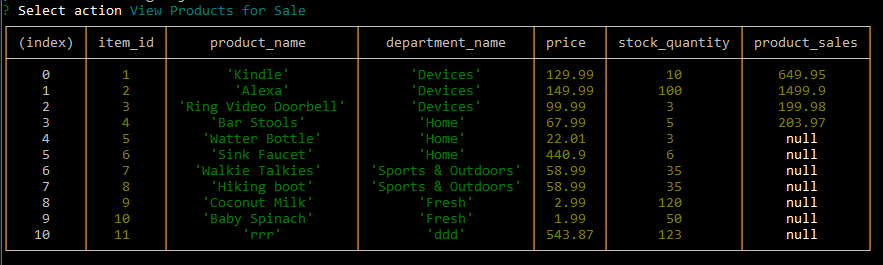 ? Select action View Products for Sale
(index) item_id product_name department_name price stock_quantity product_sales
0 1 'Kindle' 'Devices' 129.99 10 649.95
1 2 'Alexa' 'Devices' 149.99 100 1499.9
2 3 'Ring Video Doorbell' 'Devices' 99.99 3 199.98
3 4 'Bar Stools' 'Home' 67.99 5 203.97
4 5 'Watter Bottle' 'Home' 22.01 3 null
5 6 'Sink Faucet' 'Home' 440.9 6 null
6 7 'Walkie Talkies' 'Sports & Outdoors' 58.99 35 null
7 8 'Hiking boot' 'Sports & Outdoors' 58.99 35 null
8 9 'Coconut Milk' 'Fresh' 2.99 120 null
9 10 'Baby Spinach' 'Fresh' 1.99 50 null
10 11 'rrr' 'ddd' 543.87 123 null